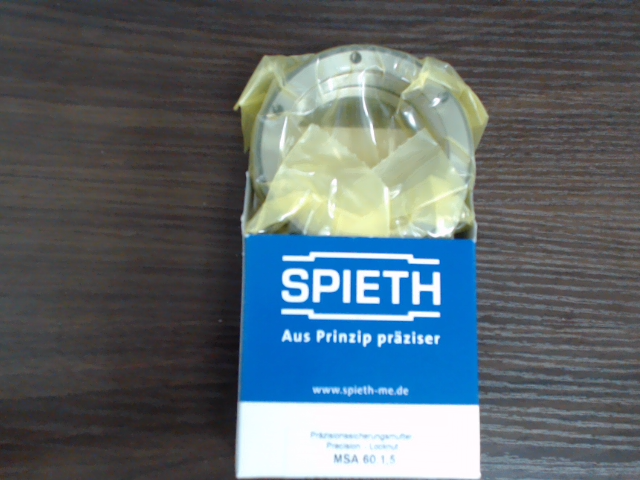 SPIETH
Aus Prinzip präziser
www.spieth-me.de
Präzisionssicherungsmutter
Precision - Locknut
MSA 60.1,5